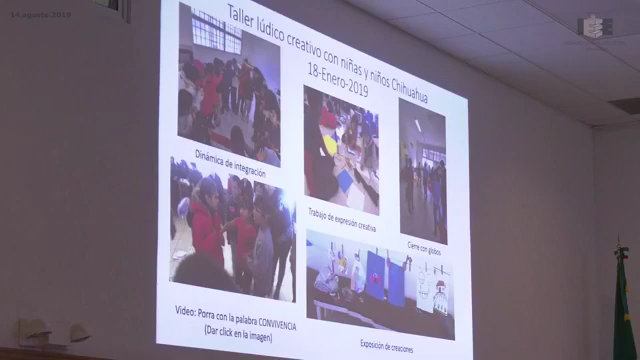 14.agosto.2019
Taller lúdico creativo con niñas y niños Chihuahua
18-Enero-2019
Dinámica de integración
Trabajo de expresión creativa
Cierre con globos
Video: Porra con la palabra CONVIVENCIA
(Dar click en la imagen)
Exposición de creaciones